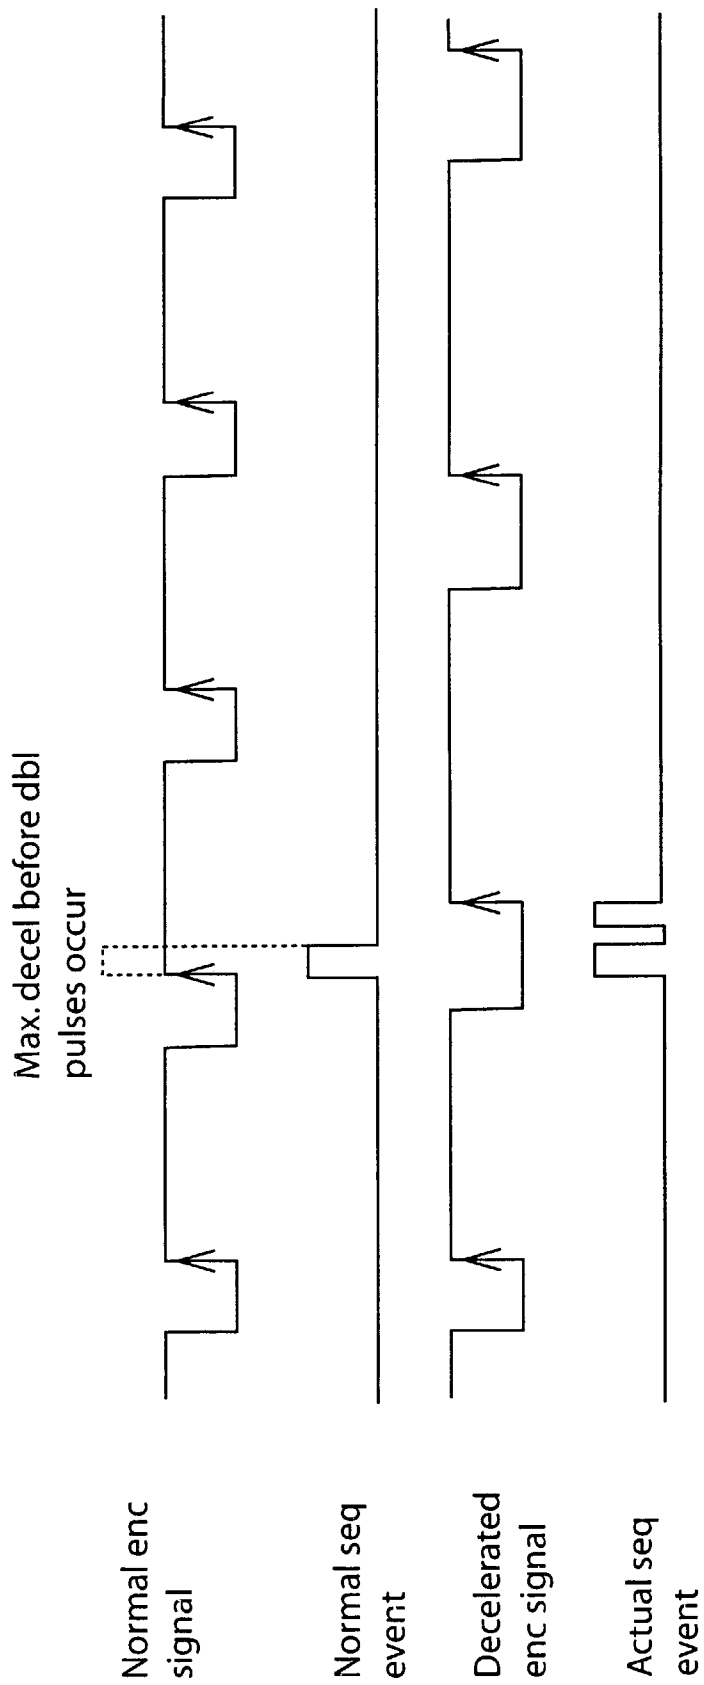 Max. decel before dbl
pulses occur
Normal enc
signal
Normal seq
event
Decelerated
enc signal
Actual seq
event